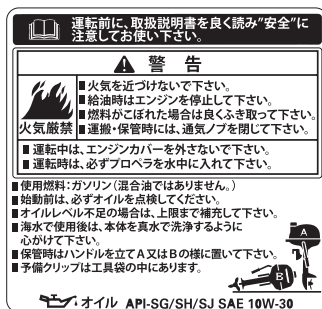 運転前に、取扱説明書を良く読み"安全"に
注意してお使い下さい。
警 告
火気厳禁
■火気を近づけないで下さい。
■給油時はエンジンを停止して下さい。
■燃料がこぼれた場合は良くふき取って下さい。
■運搬・保管時には、通気ノブを閉じて下さい。
■運転中は、エンジンカバーを外さないで下さい。
■運転時は、必ずプロペラを水中に入れて下さい。
■使用燃料:ガソリン(混合油ではありません。)
■始動前は、必ずオイルを点検してください。
■オイルレベル不足の場合は、上限まで補充して下さい。
■海水で使用後は、本体を真水で洗浄するように
心がけて下さい。
■保管時はハンドルを立てA又はBの様に置いて下さい。
■予備クリップは工具袋の中にあります。
A
B
・オイル API-SG/SH/SJ SAE 10W-30